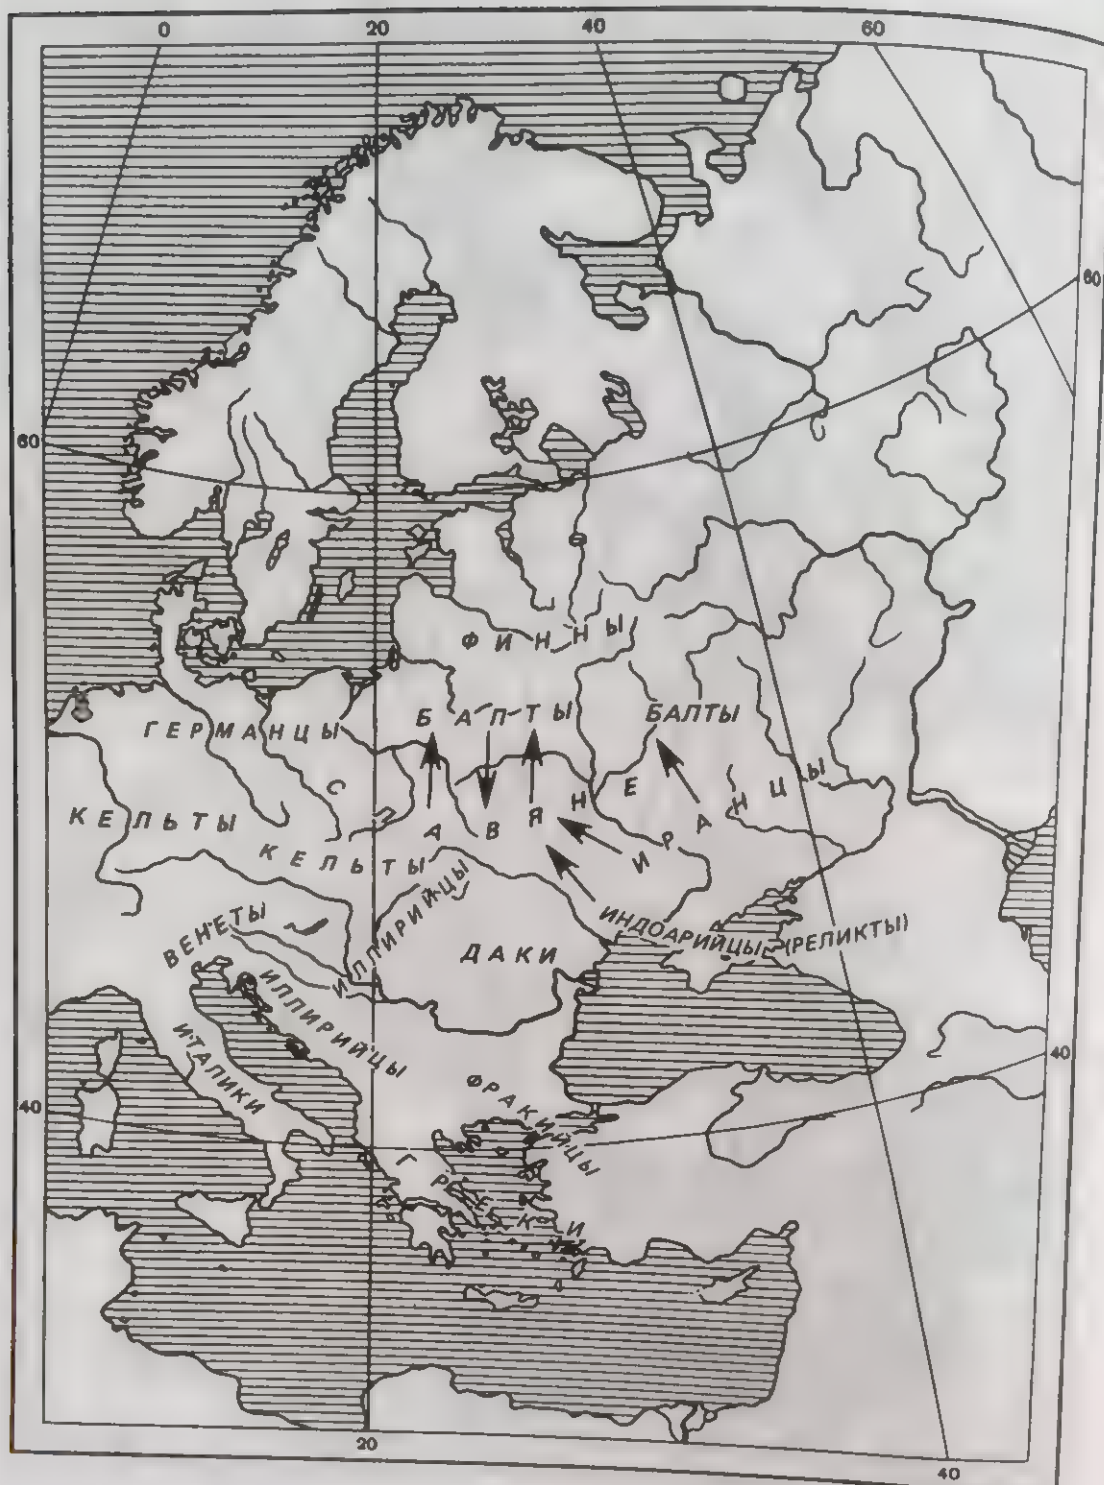 0 20 40 60
60
60
ФИННЫ
БАЛТЫ
БАЛТЫ
ГЕРМАНЦЫ
СЛАВЯНЕ
ИРАНЦЫ
КЕЛЬТЫ
КЕЛЬТЫ
ИЛЛИРИЙЦЫ
ИНДОАРИЙЦЫ (РЕЛИКТЫ)
ВЕНЕТЫ
ДАКИ
ИЛЛИРИЙЦЫ
ИТАЛИКИ
40
ФРАКИЙЦЫ
40
ГРЕКИ
20
40